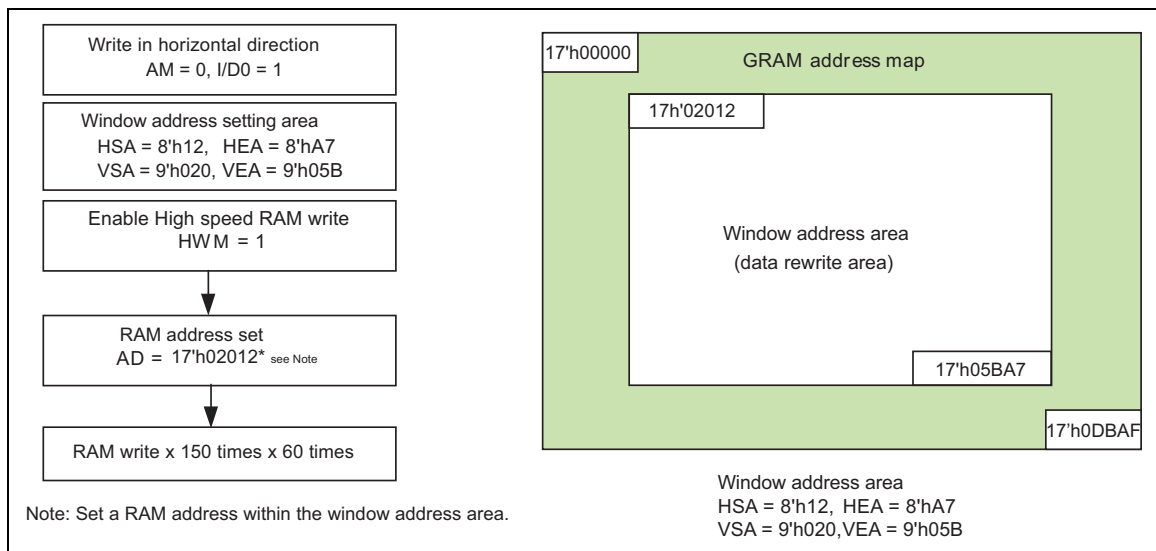 Write in horizontal direction
AM = 0, I/D0 = 1
Window address setting area
HSA = 8'h12, HEA = 8'hA7
VSA = 9'h020, VEA = 9'h05B
Enable High speed RAM write
HWM = 1
RAM address set
AD = 17'h02012* see Note
RAM write x 150 times x 60 times
Note: Set a RAM address within the window address area.
17'h00000
GRAM address map
17h'02012
Window address area
(data rewrite area)
17'h05BA7
17'h0DBAF
Window address area
HSA = 8'h12, HEA = 8'hA7
VSA = 9'h020,VEA = 9'h05B